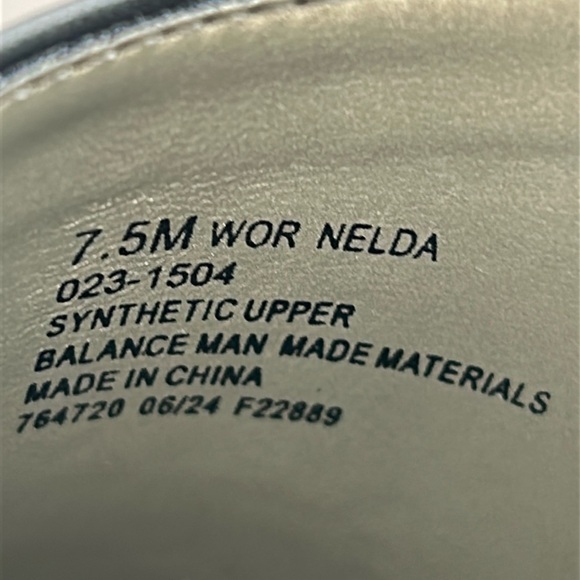 7.5M WOR NELDA
023-1504
SYNTHETIC UPPER
BALANCE MAN MADE MATERIALS
MADE IN CHINA
764720 06/24 F22889